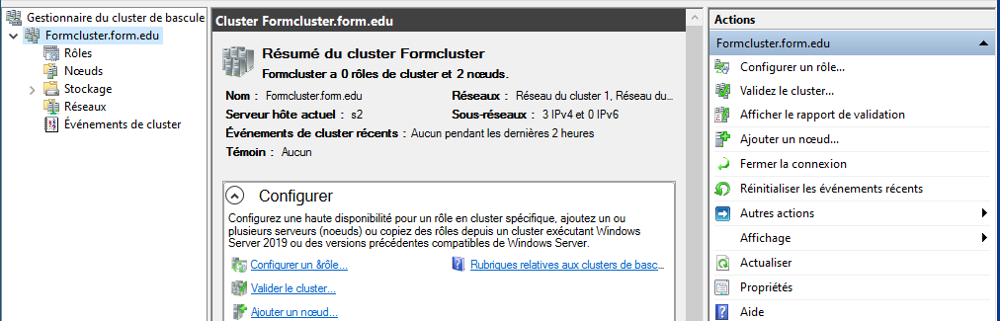 Gestionnaire du cluster de bascule
Formcluster.form.edu
Rôles
Nœuds
Stockage
Réseaux
Événements de cluster
Cluster Formcluster.form.edu
Résumé du cluster Formcluster
Formcluster a 0 rôles de cluster et 2 nœuds.
Nom : Formcluster.form.edu Réseaux : Réseau du cluster 1, Réseau du...
Serveur hôte actuel : s2 Sous-réseaux : 3 IPv4 et 0 IPv6
Événements de cluster récents : Aucun pendant les dernières 2 heures
Témoin : Aucun
Configurer
Configurez une haute disponibilité pour un rôle en cluster spécifique, ajoutez un ou
plusieurs serveurs (noeuds) ou copiez des rôles depuis un cluster exécutant Windows
Server 2019 ou des versions précédentes compatibles de Windows Server.
Configurer un &rôle... Rubriques relatives aux clusters de basc...
Valider le cluster...
Ajouter un nœud...
Actions
Formcluster.form.edu
Configurer un rôle...
Validez le cluster...
Afficher le rapport de validation
Ajouter un nœud...
Fermer la connexion
Réinitialiser les événements récents
Autres actions
Affichage
Actualiser
Propriétés
Aide